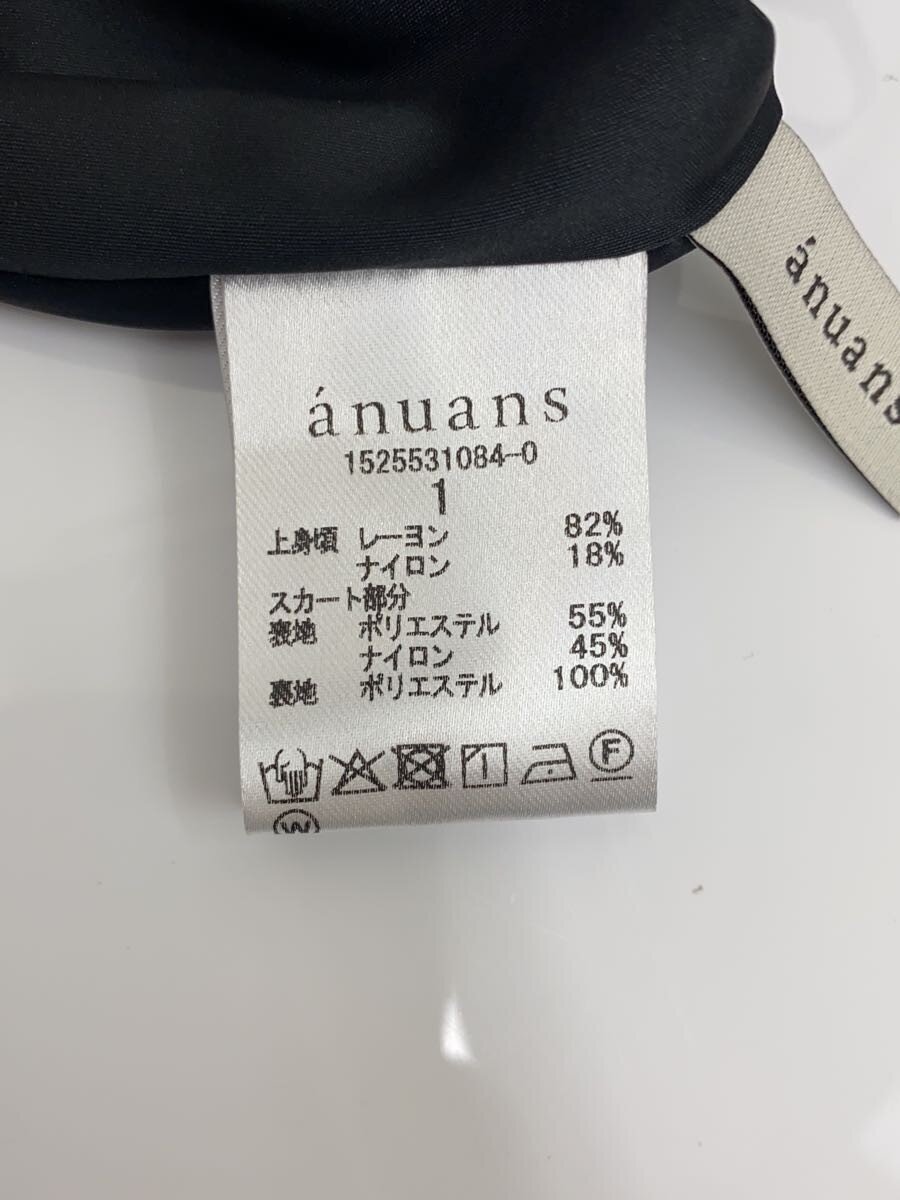 ánuans
1525531084-0
1
上身頃 レーヨン 82%
ナイロン 18%
スカート部分
表地 ポリエステル 55%
ナイロン 45%
裏地 ポリエステル 100%
F
W
ánuans